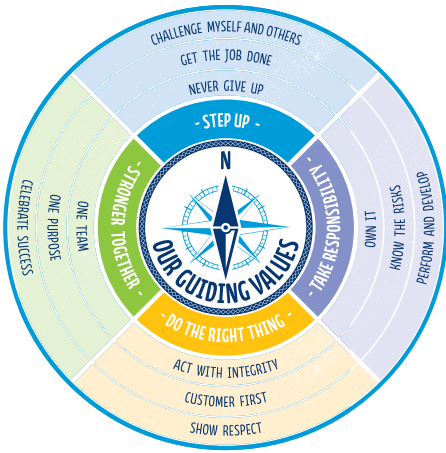 CHALLENGE MYSELF AND OTHERS
GET THE JOB DONE
NEVER GIVE UP
- STEP UP -
N
OUR GUIDING VALUES
- TAKE RESPONSIBILITY -
OWN IT
KNOW THE RISKS
PERFORM AND DEVELOP
- DO THE RIGHT THING -
ACT WITH INTEGRITY
CUSTOMER FIRST
SHOW RESPECT
- STRONGER TOGETHER -
ONE TEAM
ONE PURPOSE
CELEBRATE SUCCESS